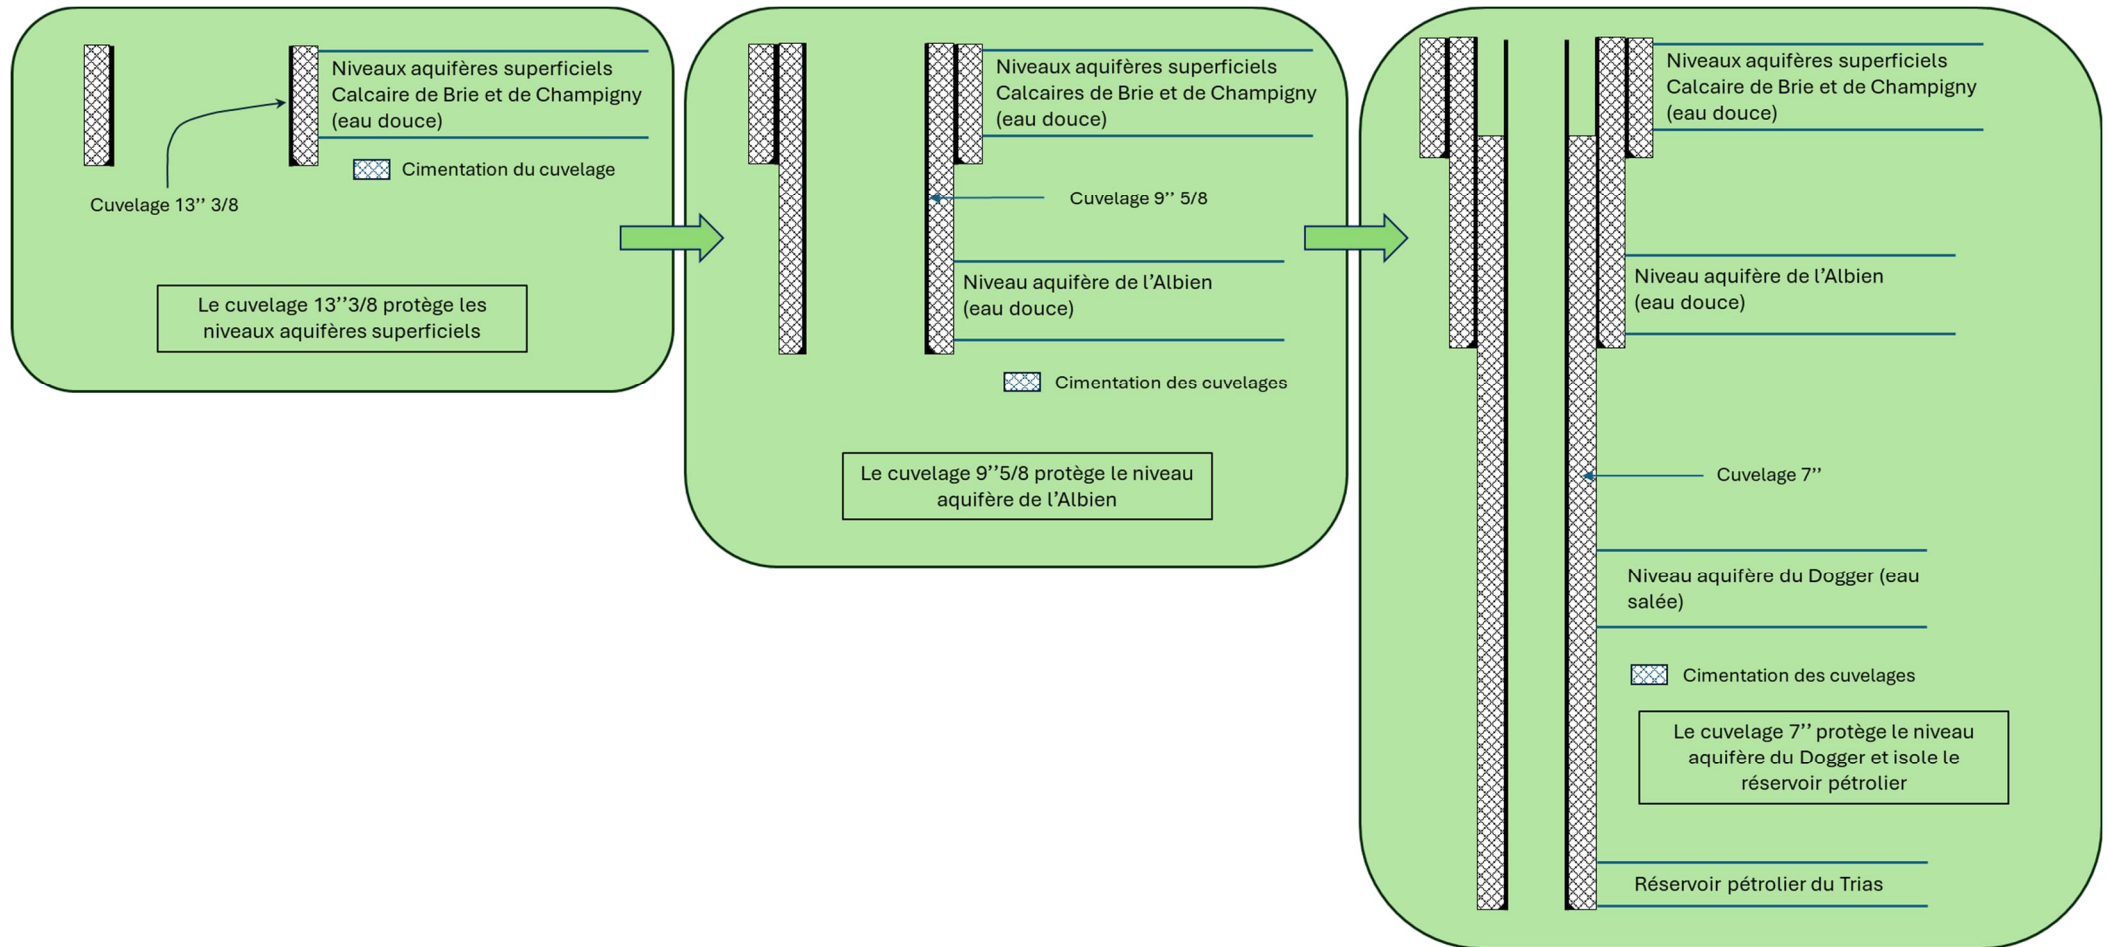 Niveaux aquifères superficiels
Calcaire de Brie et de Champigny
(eau douce)
Cimentation du cuvelage
Cuvelage 13’’ 3/8
Le cuvelage 13’’3/8 protège les
niveaux aquifères superficiels
Niveaux aquifères superficiels
Calcaires de Brie et de Champigny
(eau douce)
Cuvelage 9’’ 5/8
Niveau aquifère de l’Albien
(eau douce)
Cimentation des cuvelages
Le cuvelage 9’’5/8 protège le niveau
aquifère de l’Albien
Niveaux aquifères superficiels
Calcaire de Brie et de Champigny
(eau douce)
Niveau aquifère de l’Albien
(eau douce)
Cuvelage 7’’
Niveau aquifère du Dogger (eau
salée)
Cimentation des cuvelages
Le cuvelage 7’’ protège le niveau
aquifère du Dogger et isole le
réservoir pétrolier
Réservoir pétrolier du Trias